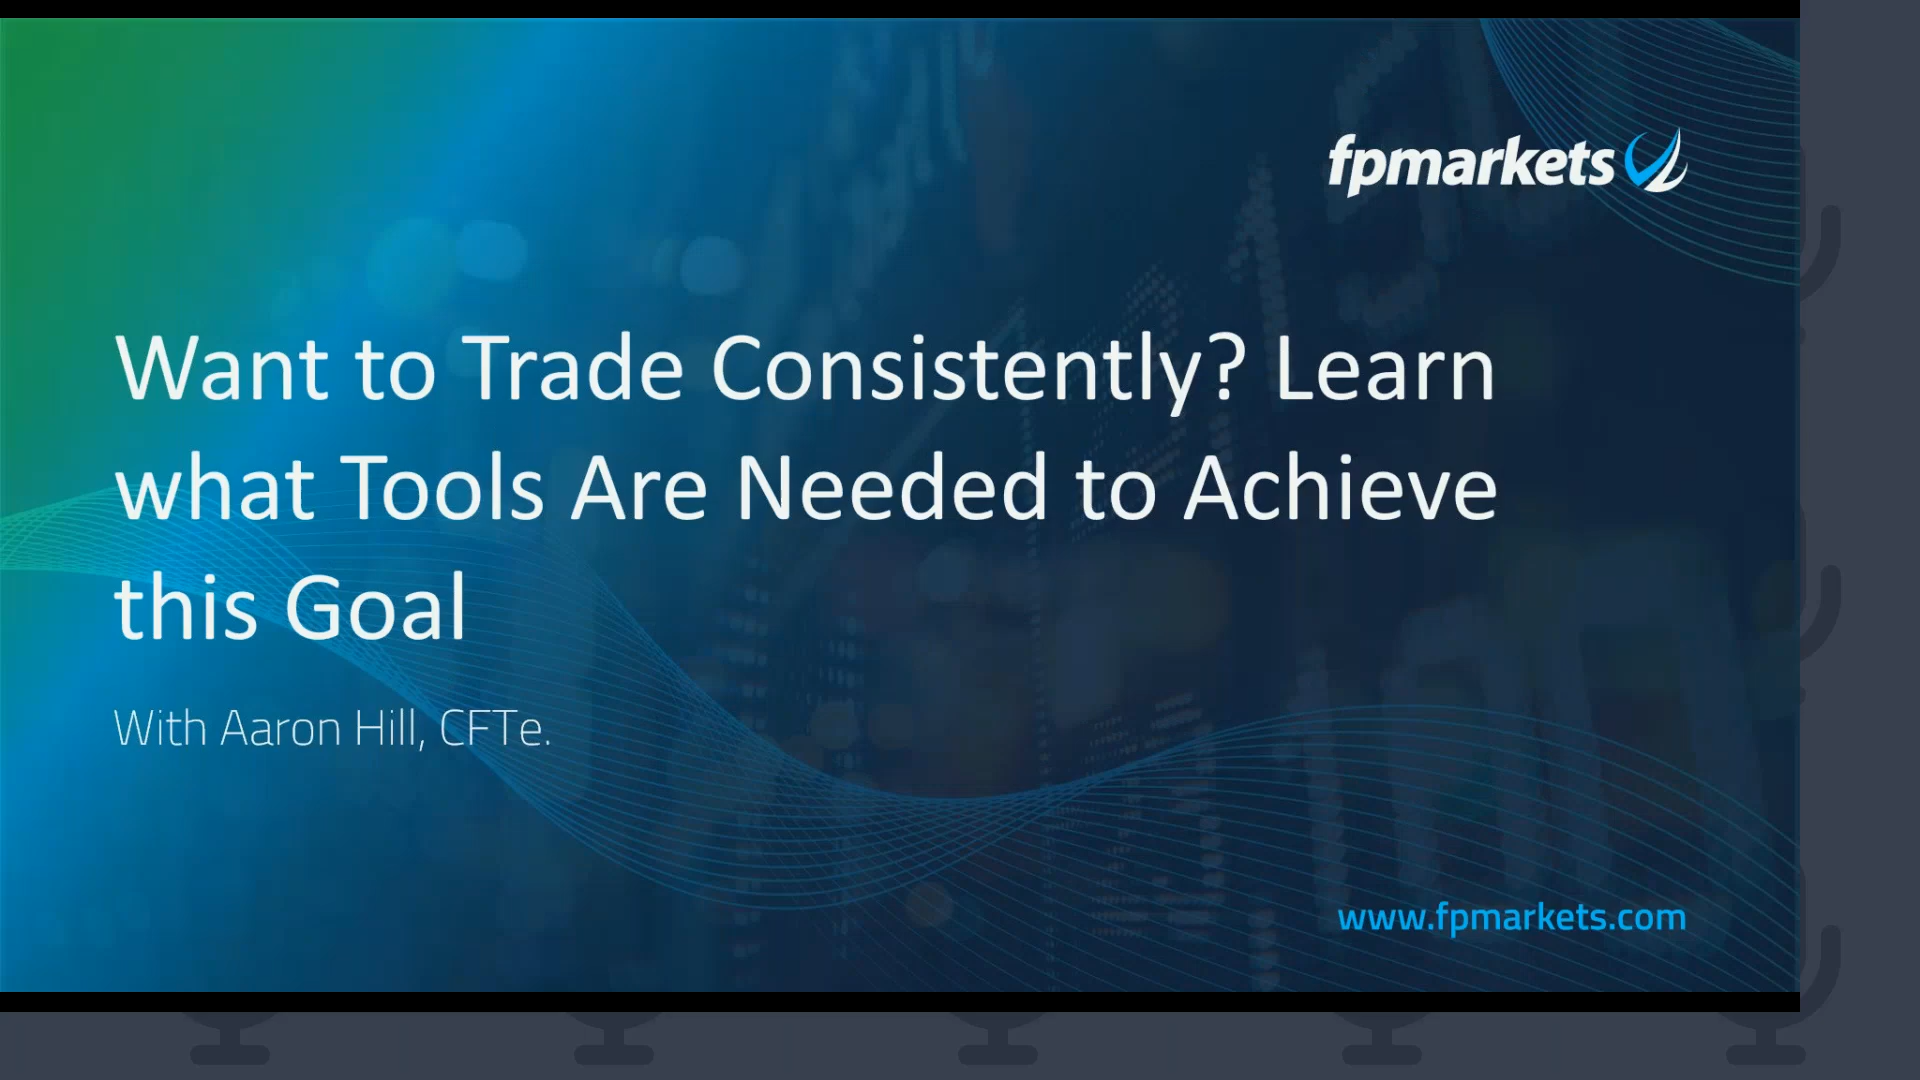 fpmarkets
Want to Trade Consistently? Learn
what Tools Are Needed to Achieve
this Goal
With Aaron Hill, CFTe.
www.fpmarkets.com